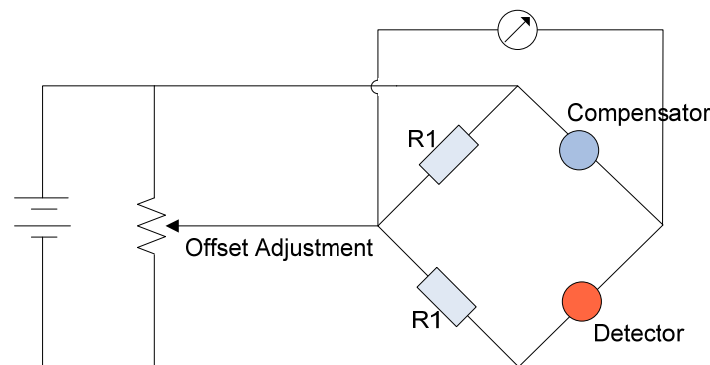 Compensator
R1
Offset Adjustment
R1
Detector